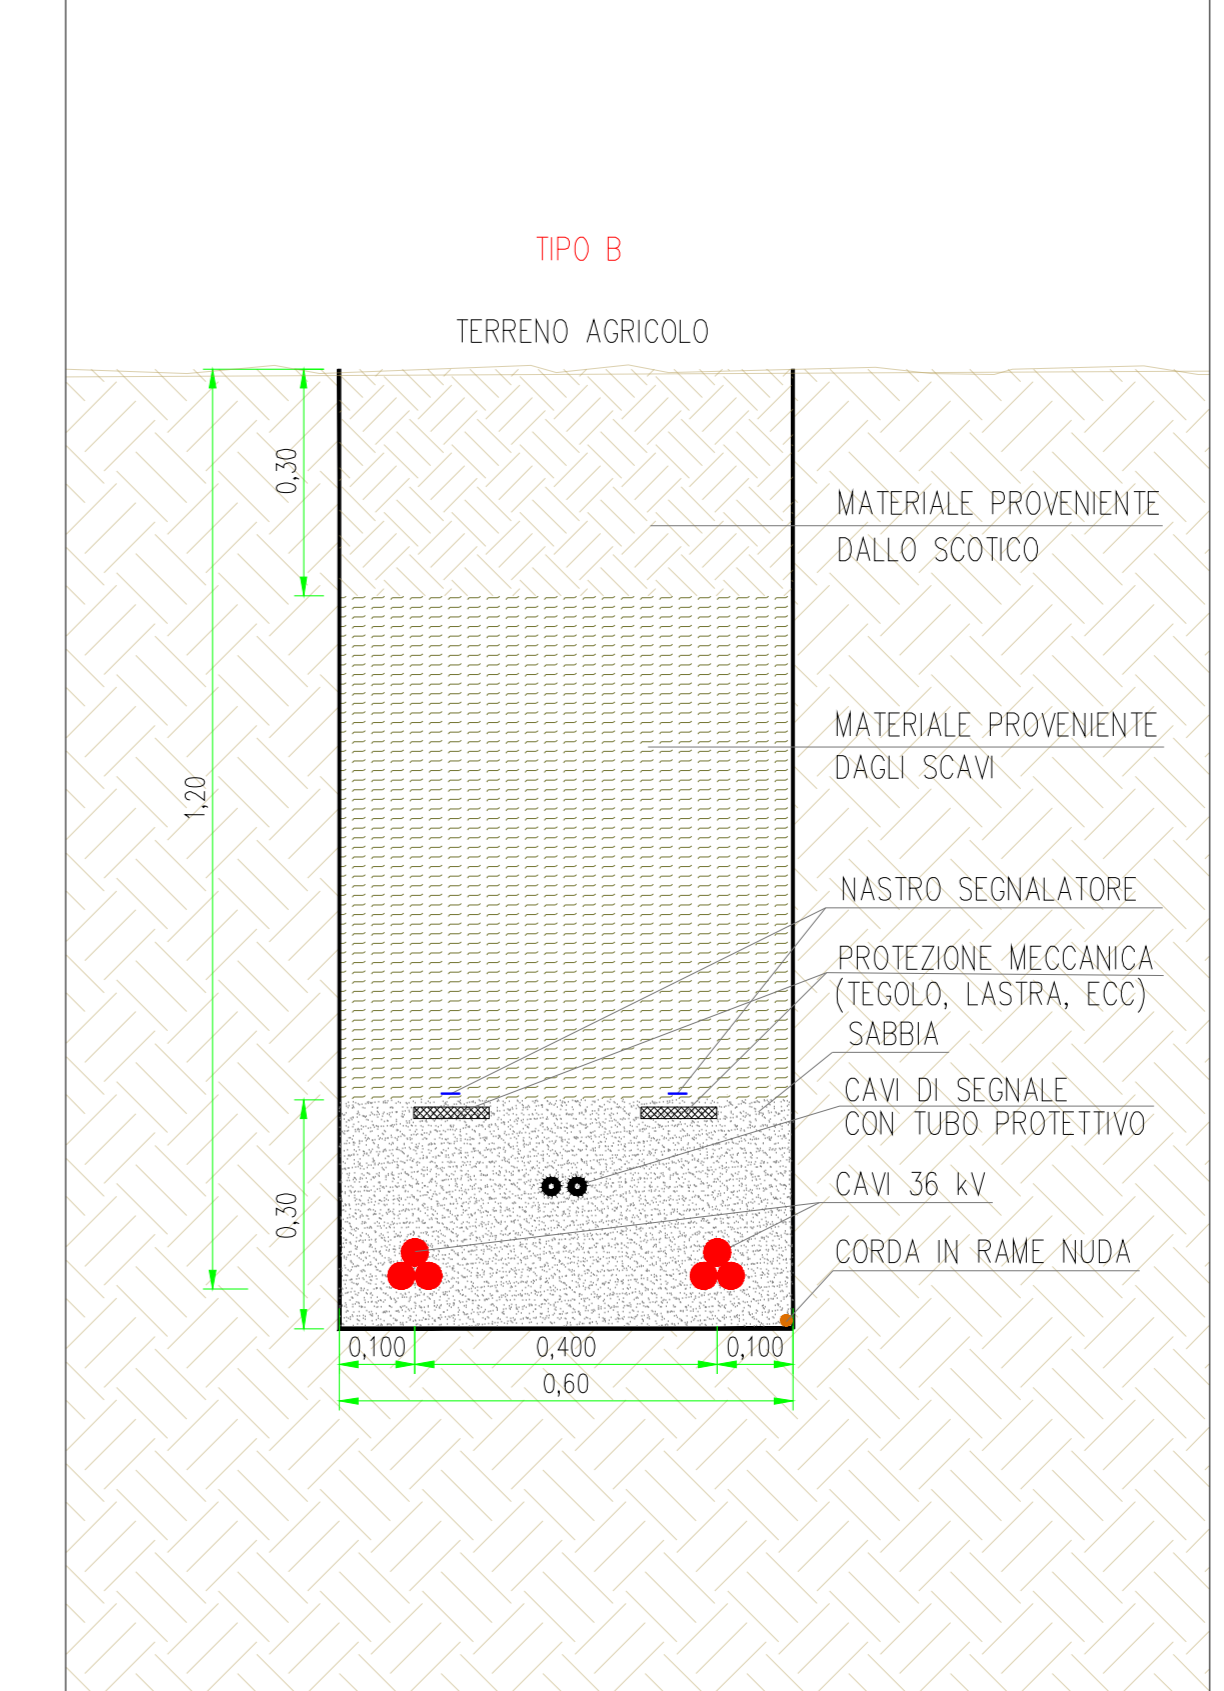 TIPO B
TERRENO AGRICOLO
0,30
MATERIALE PROVENIENTE
DALLO SCOTICO
MATERIALE PROVENIENTE
DAGLI SCAVI
1,20
NASTRO SEGNALATORE
PROTEZIONE MECCANICA
(TEGOLO, LASTRA, ECC)
SABBIA
CAVI DI SEGNALE
CON TUBO PROTETTIVO
CAVI 36 kV
0,30
CORDA IN RAME NUDA
0,100 0,400 0,100
0,60